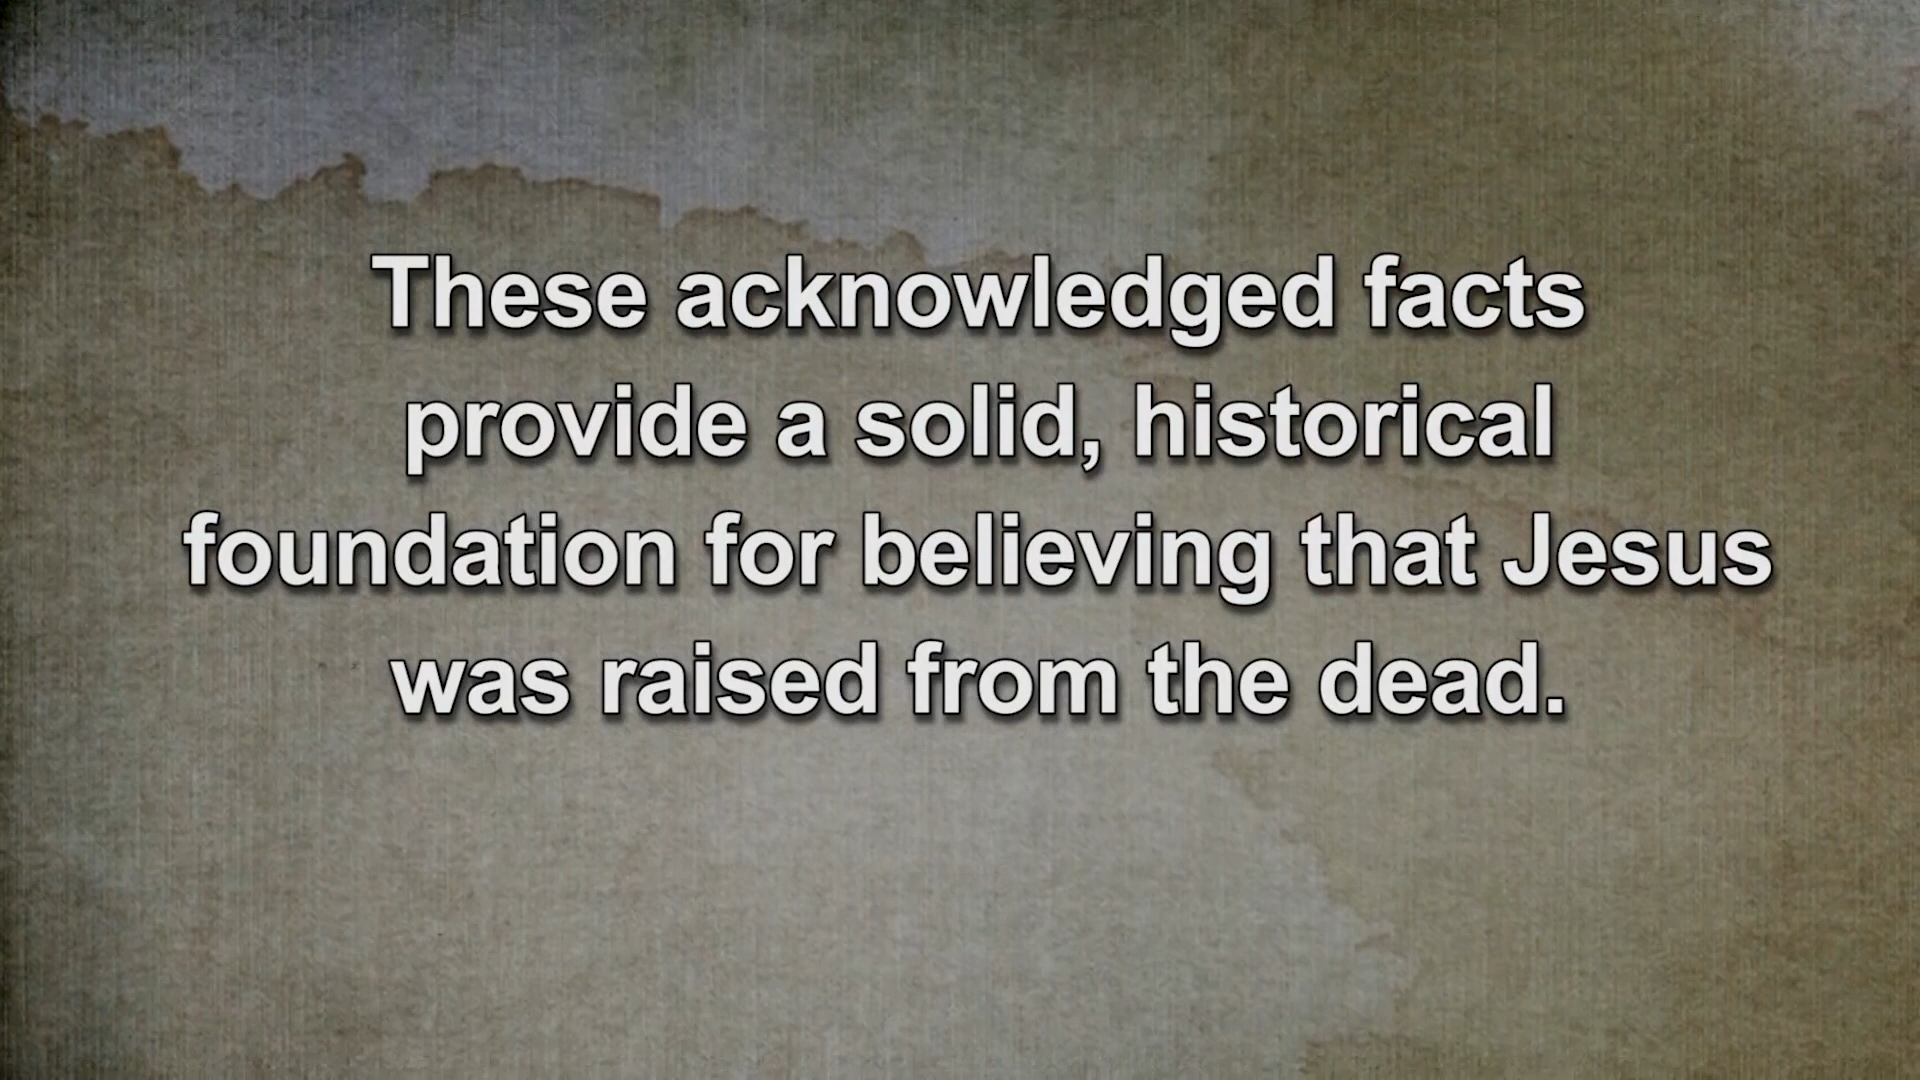 These acknowledged facts
provide a solid, historical
foundation for believing that Jesus
was raised from the dead.